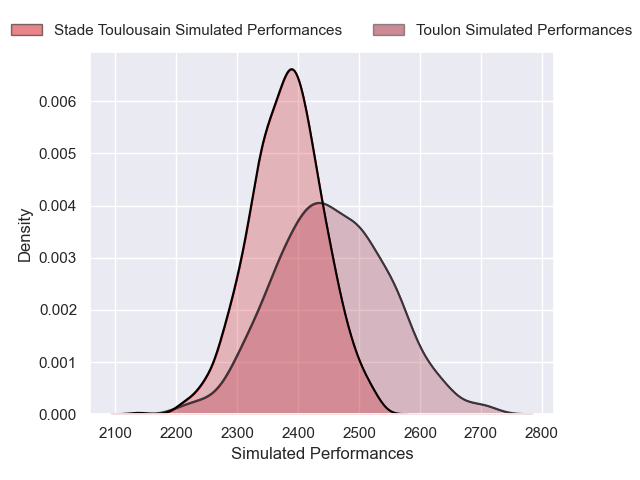 Stade Toulousain Simulated Performances Toulon Simulated Performances
0.006
0.005
0.004
0.003
0.002
0.001
0.000
Density
2100 2200 2300 2400 2500 2600 2700 2800
Simulated Performances